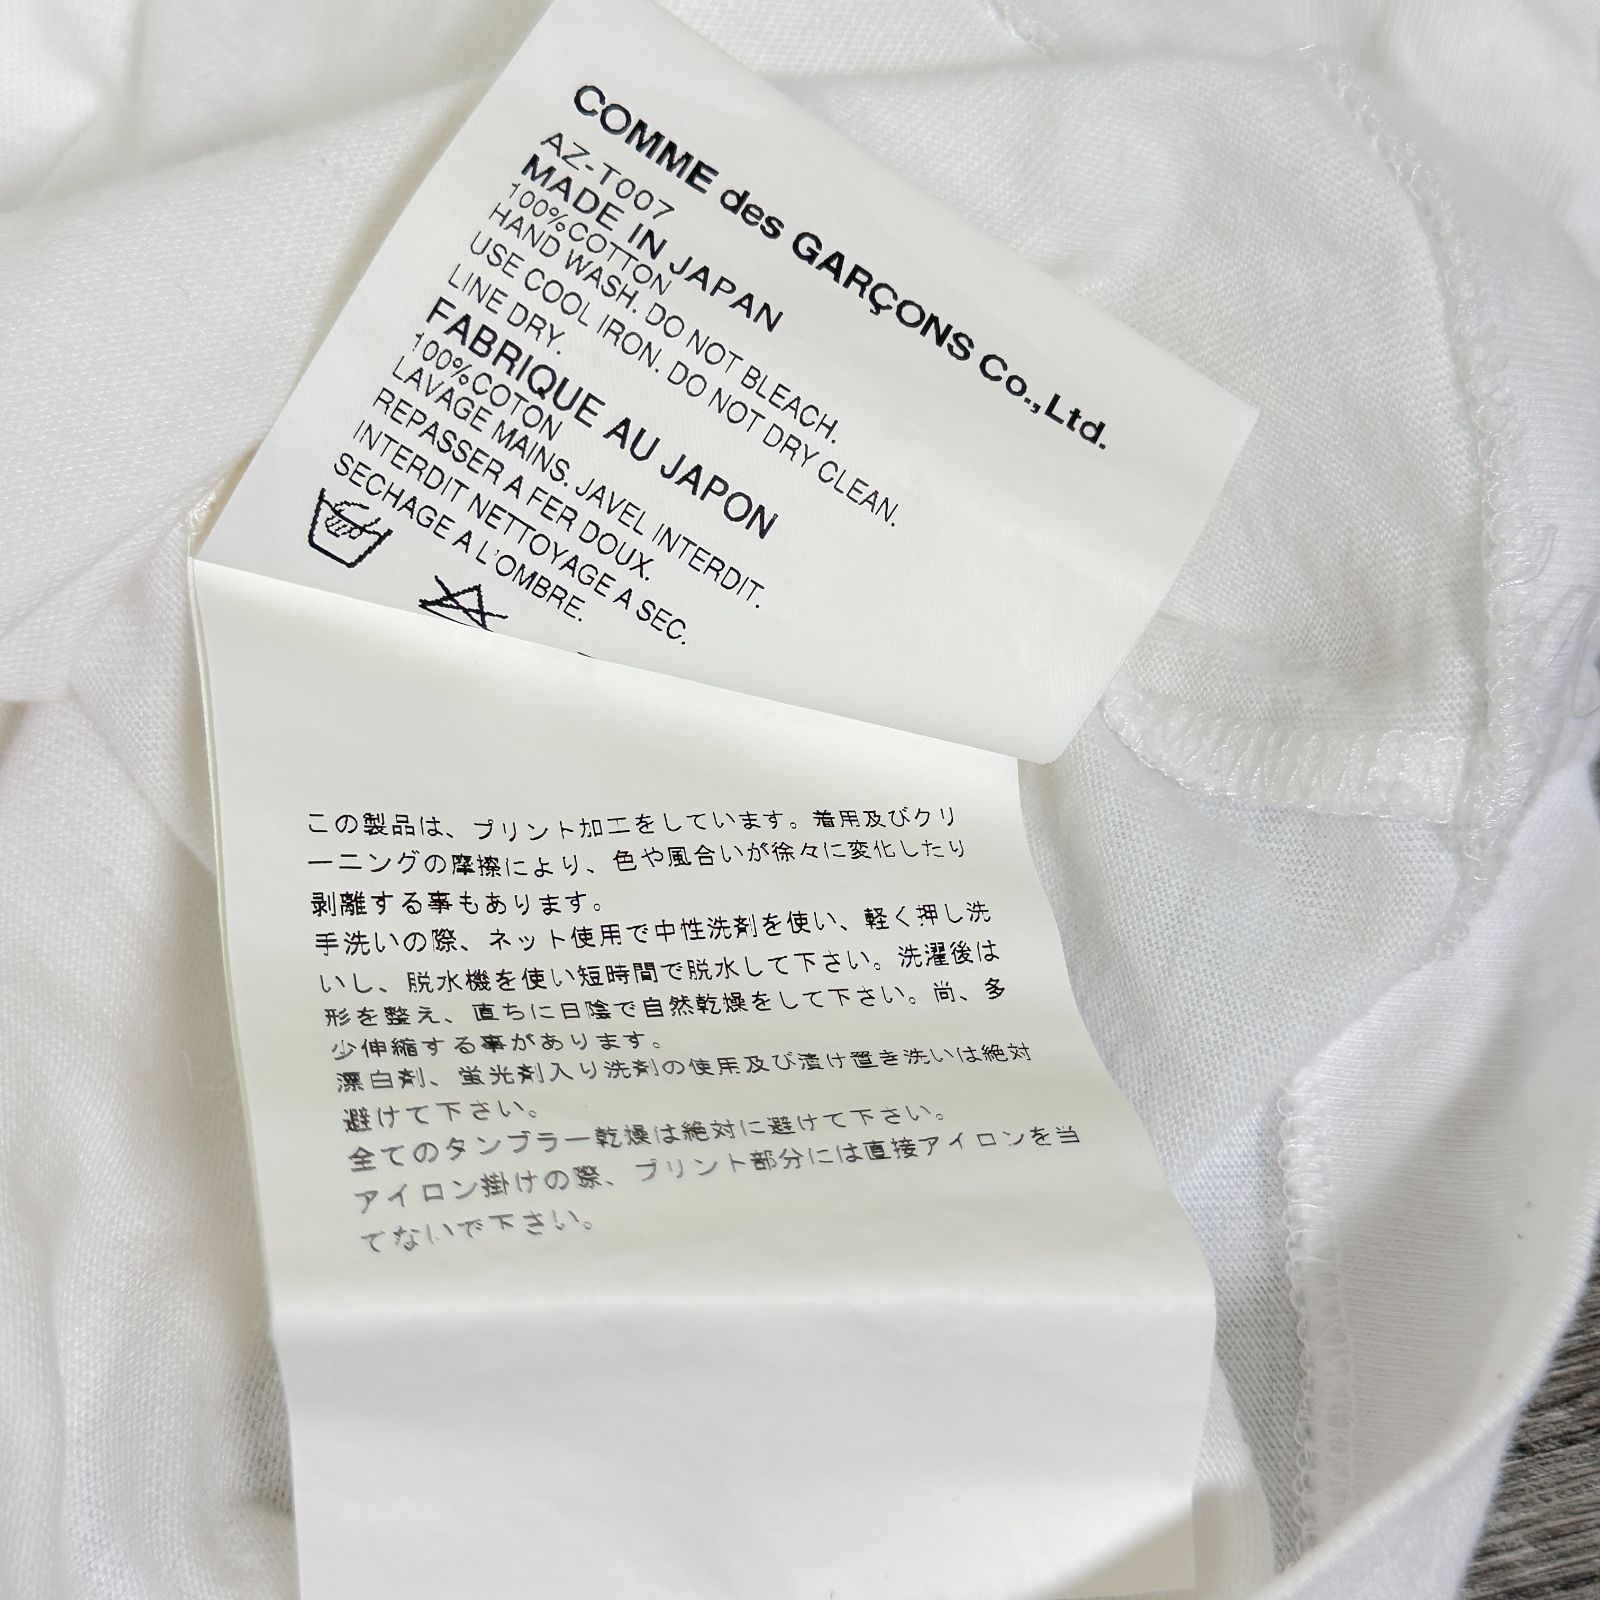 COMME des GARÇONS Co.,Ltd.
AZ-T007
MADE IN JAPAN
100%COTTON
HAND WASH. DO NOT BLEACH.
USE COOL IRON. DO NOT DRY CLEAN.
LINE DRY.
FABRIQUE AU JAPON
100%COTON
LAVAGE MAINS. JAVEL INTERDIT.
REPASSER A FER DOUX.
INTERDIT NETTOYAGE A SEC.
SECHAGE A L'OMBRE.
この製品は、プリント加工をしています。着用及びクリ
ーニングの摩擦により、色や風合いが徐々に変化したり
剥離する事もあります。
手洗いの際、ネット使用で中性洗剤を使い、軽く押し洗
いし、脱水機を使い短時間で脱水して下さい。洗濯後は
形を整え、直ちに日陰で自然乾燥をして下さい。尚、多
少伸縮する事があります。
漂白剤、蛍光剤入り洗剤の使用及び漬け置き洗いは絶対
避けて下さい。
全てのタンブラー乾燥は絶対に避けて下さい。
アイロン掛けの際、プリント部分には直接アイロンを当
てないで下さい。